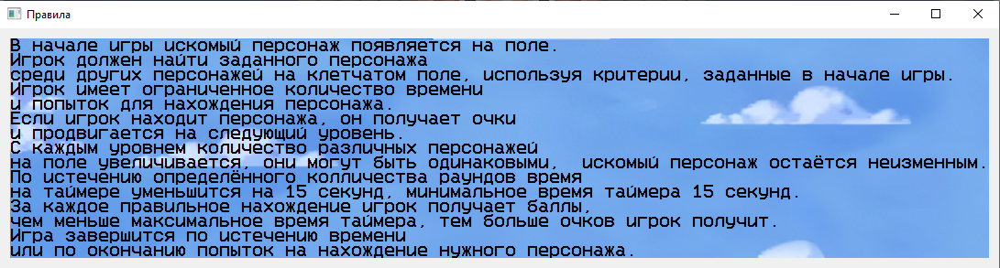 Правила
В начале игры искомый персонаж появляется на поле.
Игрок должен найти заданного персонажа
среди других персонажей на клетчатом поле, используя критерии, заданные в начале игры.
Игрок имеет ограниченное количество времени
и попыток для нахождения персонажа.
Если игрок находит персонажа, он получает очки
и продвигается на следующий уровень.
С каждым уровнем количество различных персонажей
на поле увеличивается, они могут быть одинаковыми,  искомый персонаж остаётся неизменным.
По истечению определённого колличества раундов время
на таймере уменьшится на 15 секунд, минимальное время таймера 15 секунд.
За каждое правильное нахождение игрок получает баллы,
чем меньше максимальное время таймера, тем больше очков игрок получит.
Игра завершится по истечению времени
или по окончанию попыток на нахождение нужного персонажа.